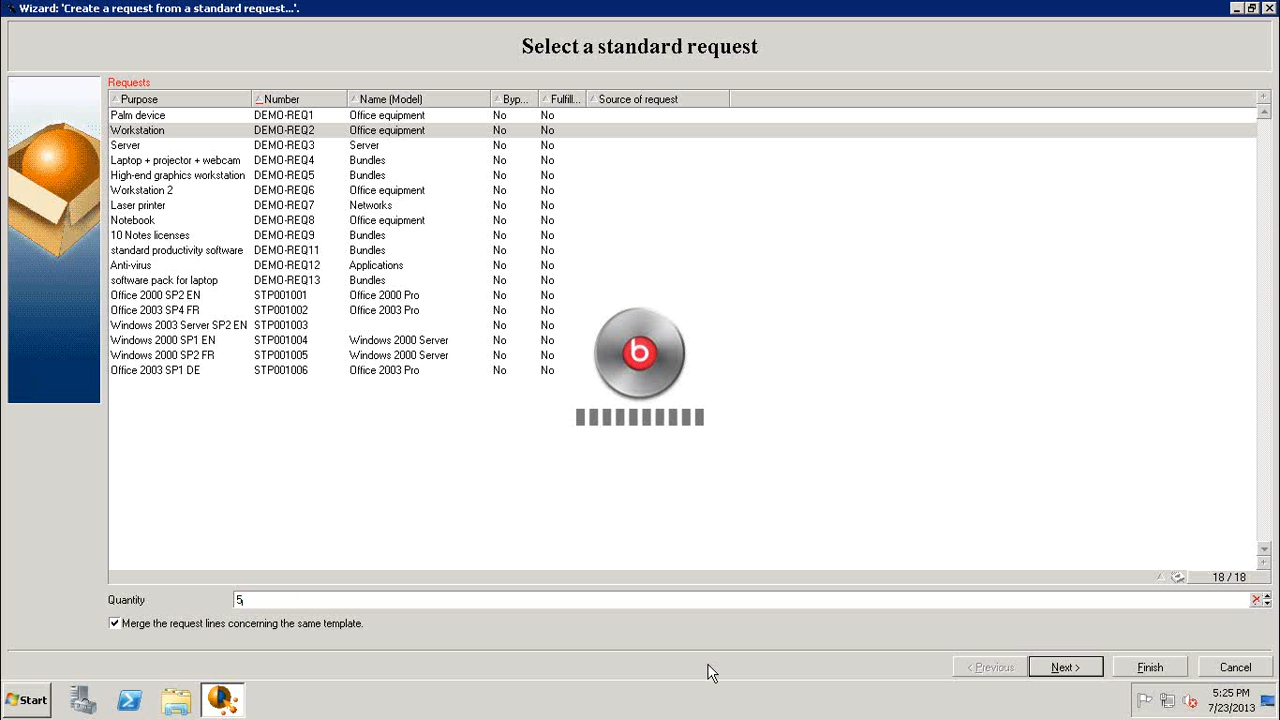 Wizard: 'Create a request from a standard request...'.
Select a standard request
Requests
Purpose Number Name (Model) Byp... Fulfill... Source of request
Palm device DEMO-REQ1 Office equipment No No
Workstation DEMO-REQ2 Office equipment No No
Server DEMO-REQ3 Server No No
Laptop + projector + webcam DEMO-REQ4 Bundles No No
High-end graphics workstation DEMO-REQ5 Bundles No No
Workstation 2 DEMO-REQ6 Office equipment No No
Laser printer DEMO-REQ7 Networks No No
Notebook DEMO-REQ8 Office equipment No No
10 Notes licenses DEMO-REQ9 Bundles No No
standard productivity software DEMO-REQ11 Bundles No No
Anti-virus DEMO-REQ12 Applications No No
software pack for laptop DEMO-REQ13 Bundles No No
Office 2000 SP2 EN STP001001 Office 2000 Pro No No
Office 2003 SP4 FR STP001002 Office 2003 Pro No No
Windows 2003 Server SP2 EN STP001003 No No
Windows 2000 SP1 EN STP001004 Windows 2000 Server No No
Windows 2000 SP2 FR STP001005 Windows 2000 Server No No
Office 2003 SP1 DE STP001006 Office 2003 Pro No No
b
18 / 18
Quantity 5
Merge the request lines concerning the same template.
< Previous Next > Finish Cancel
Start 5:25 PM
7/23/2013